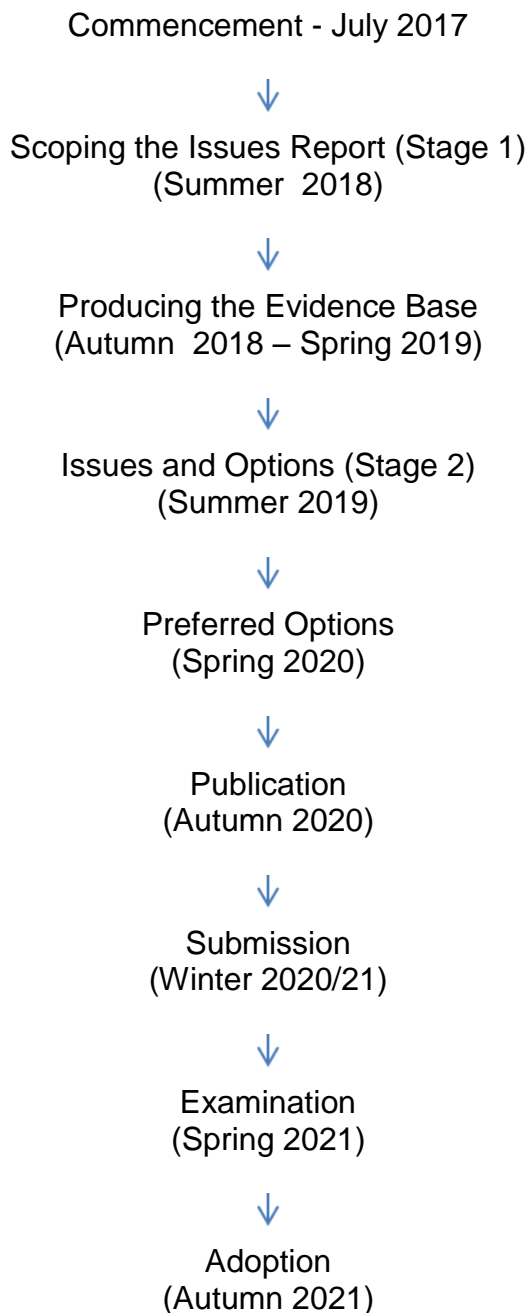 Commencement - July 2017
Scoping the Issues Report (Stage 1)
(Summer 2018)
Producing the Evidence Base
(Autumn 2018 – Spring 2019)
Issues and Options (Stage 2)
(Summer 2019)
Preferred Options
(Spring 2020)
Publication
(Autumn 2020)
Submission
(Winter 2020/21)
Examination
(Spring 2021)
Adoption
(Autumn 2021)